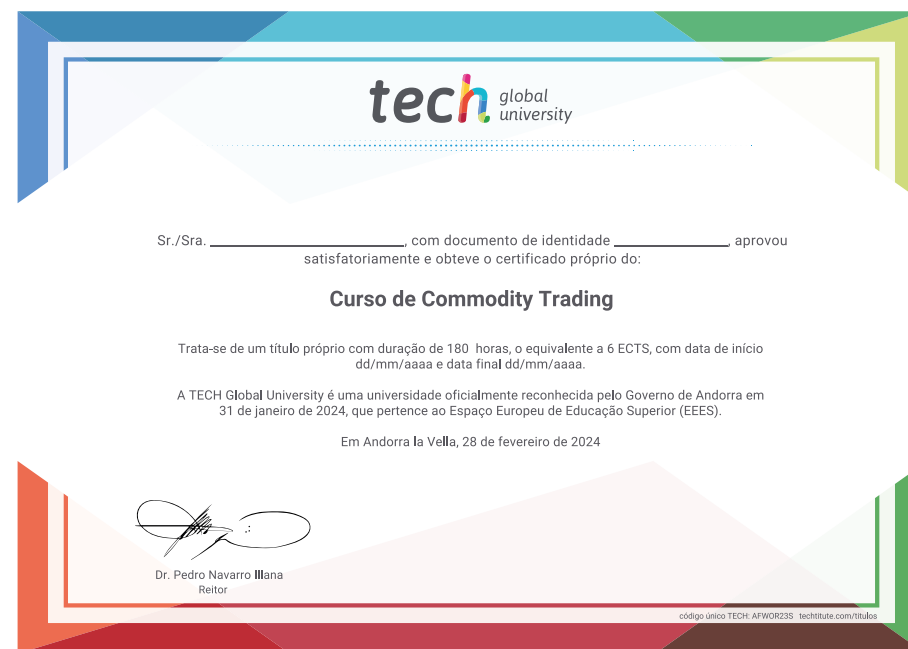 tech global university
Sr./Sra. ____________________, com documento de identidade ____________, aprovou
satisfatoriamente e obteve o certificado próprio do:
Curso de Commodity Trading
Trata-se de um título próprio com duração de 180 horas, o equivalente a 6 ECTS, com data de início
dd/mm/aaaa e data final dd/mm/aaaa.
A TECH Global University é uma universidade oficialmente reconhecida pelo Governo de Andorra em
31 de janeiro de 2024, que pertence ao Espaço Europeu de Educação Superior (EEES).
Em Andorra la Vella, 28 de fevereiro de 2024
Dr. Pedro Navarro Illana
Reitor
código único TECH: AFWOR23S techtitute.com/titulos